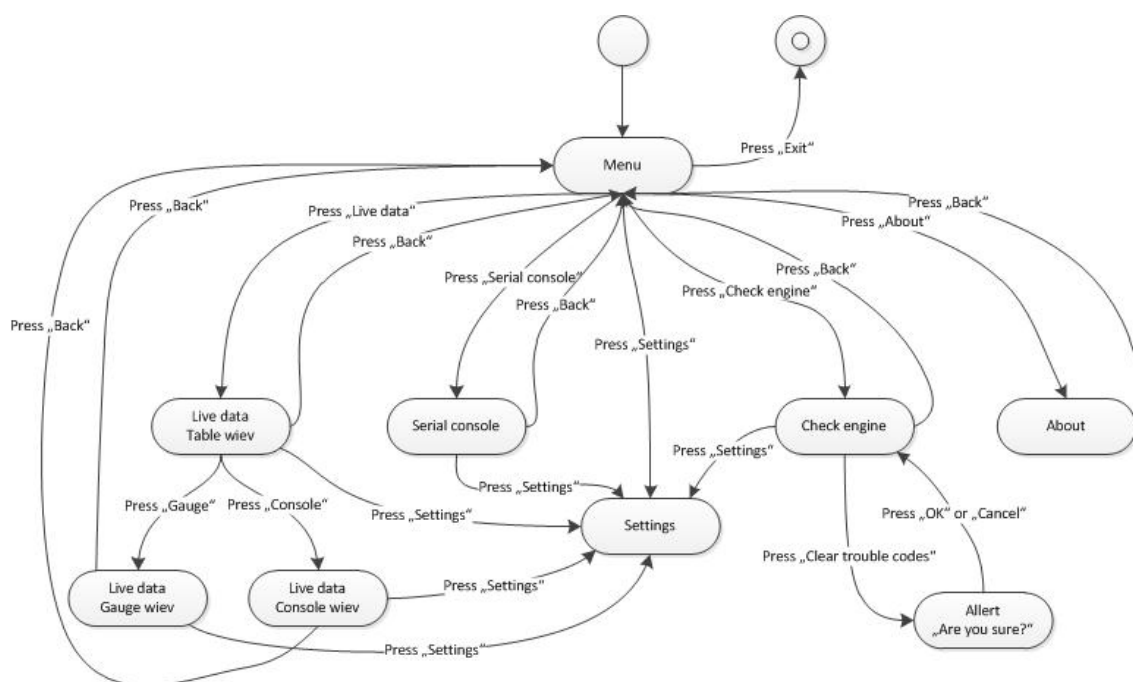 Menu
Press „Exit“
Press „Back“
Press „Live data“
Press „Back“
Press „Back“
Press „About“
Press „Serial console“
Press „Back“
Press „Check engine“
Press „Back“
Press „Back“
Press „Settings“
Live data
Table wiev
Serial console
Check engine
About
Press „Settings“
Press „Settings“
Press „Gauge“
Press „Console“
Press „Settings“
Settings
Press „OK“ or „Cancel“
Press „Clear trouble codes“
Live data
Gauge wiev
Live data
Console wiev
Press „Settings“
Allert
„Are you sure?“
Press „Settings“